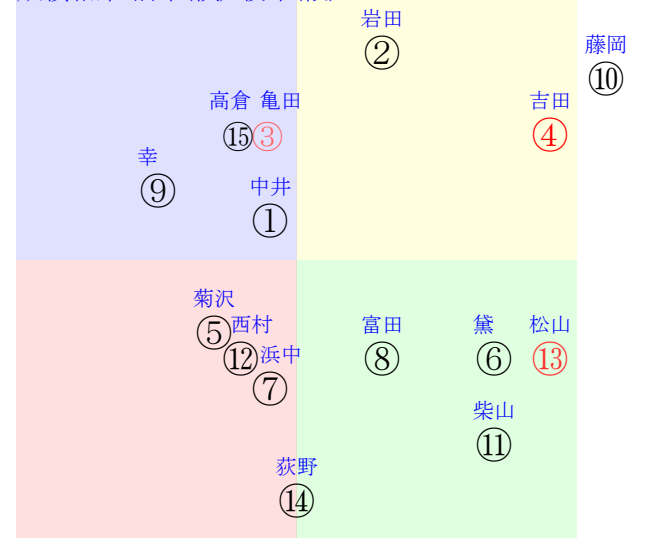 岩田
②
藤岡
⑩
高倉 亀田
⑮③
吉田
④
幸
⑨
中井
①
菊沢
⑤
西村
⑫
浜中
⑦
富田
⑧
黛
⑥
松山
⑬
柴山
⑪
荻野
⑭